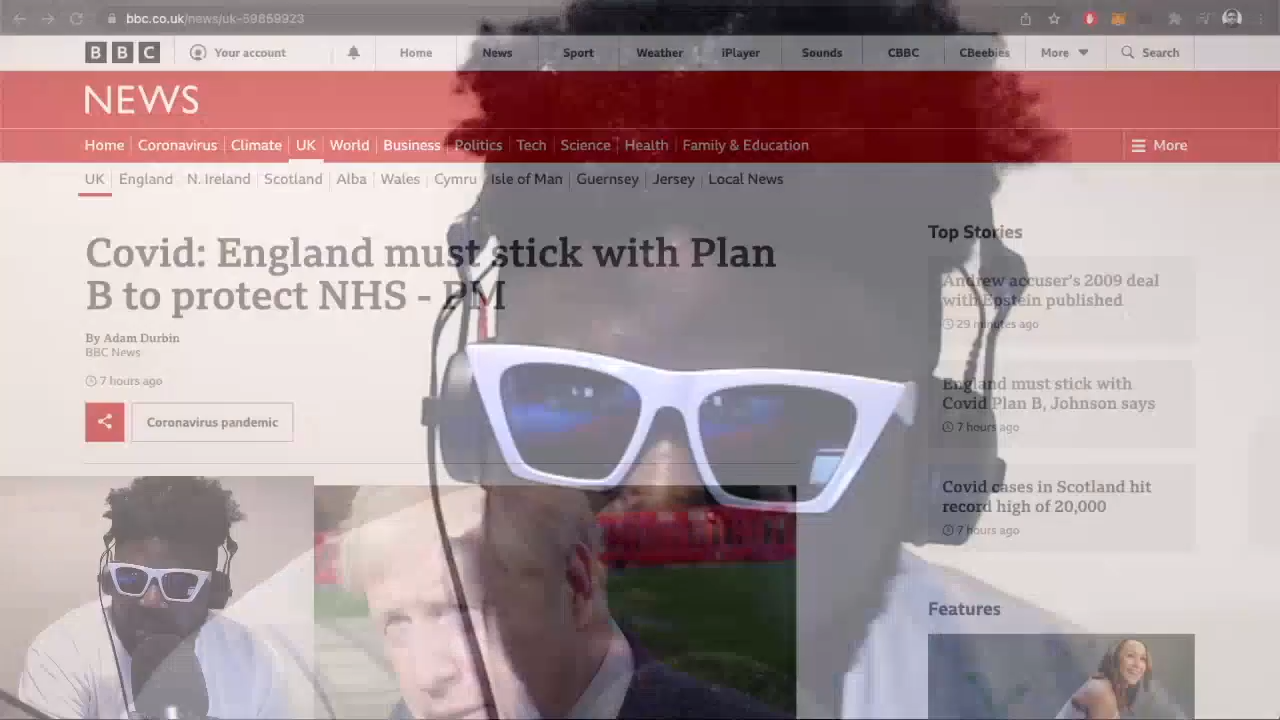 bbc.co.uk/news/uk-59859923
BBC Your account Home News Sport Weather iPlayer Sounds CBBC CBeebies More Search
NEWS
Home Coronavirus Climate UK World Business Politics Tech Science Health Family & Education More
UK England N. Ireland Scotland Alba Wales Cymru Isle of Man Guernsey Jersey Local News
Covid: England must stick with Plan
B to protect NHS - PM
By Adam Durbin
BBC News
7 hours ago
Coronavirus pandemic
Top Stories
Andrew accuser's 2009 deal
with Epstein published
29 minutes ago
England must stick with
Covid Plan B, Johnson says
7 hours ago
Covid cases in Scotland hit
record high of 20,000
7 hours ago
Features